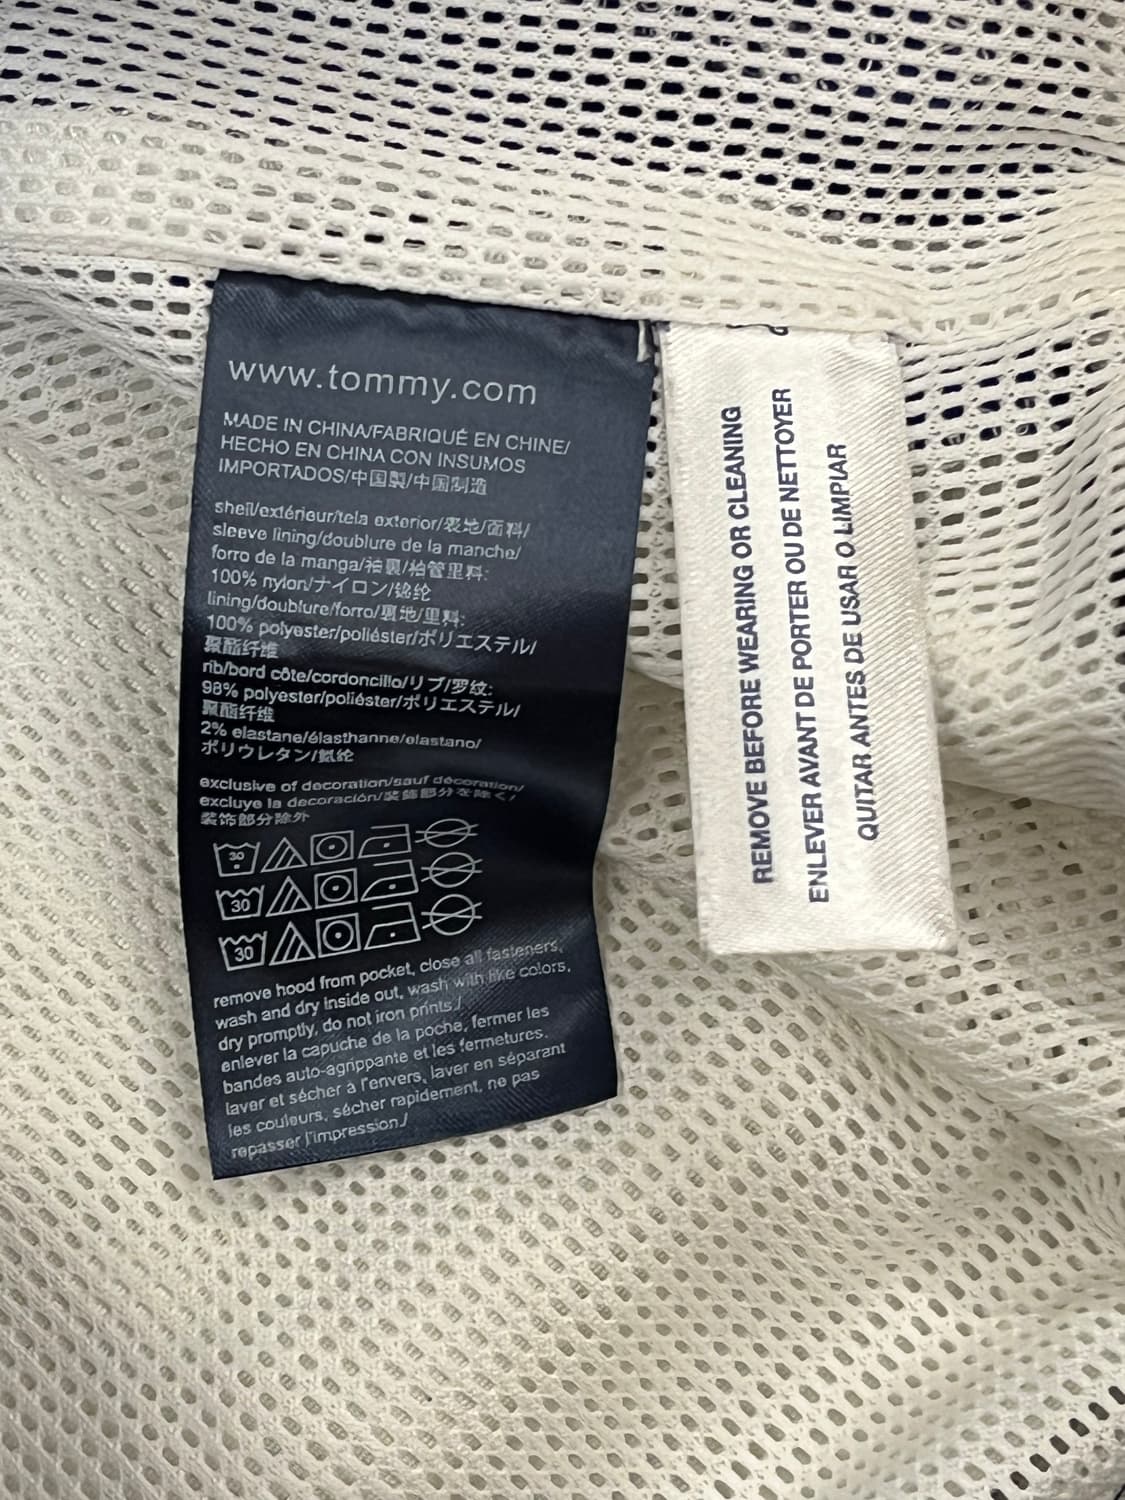 www.tommy.com
MADE IN CHINA/FABRIQUÉ EN CHINE/
HECHO EN CHINA CON INSUMOS
IMPORTADOS/中国製/中国制造
shell/extérieur/tela exterior/表地/面料/
sleeve lining/doublure de la manche/
forro de la manga/袖裏/袖管里料:
100% nylon/ナイロン/锦纶
lining/doublure/forro/裏地/里料:
100% polyester/poliéster/ポリエステル/
聚酯纤维
rib/bord côte/cordoncillo/リブ/罗纹:
98% polyester/poliéster/ポリエステル/
聚酯纤维
2% elastane/élasthanne/elastano/
ポリウレタン/氨纶
exclusive of decoration/sauf décoration/
excluye la decoración/装飾部分を除く/
装饰部分除外
30
30
30
remove hood from pocket, close all fasteners,
wash and dry inside out, wash with like colors,
dry promptly, do not iron prints./
enlever la capuche de la poche, fermer les
bandes auto-agrippante et les fermetures.
laver et sécher à l'envers, laver en séparant
les couleurs, sécher rapidement, ne pas
repasser l'impression./
REMOVE BEFORE WEARING OR CLEANING
ENLEVER AVANT DE PORTER OU DE NETTOYER
QUITAR ANTES DE USAR O LIMPIAR